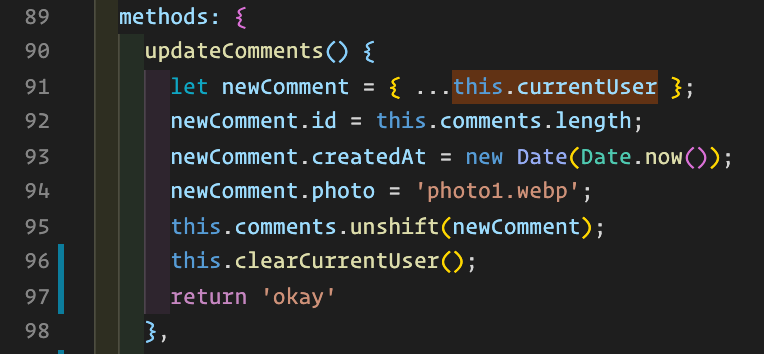 89 methods: {
90 updateComments() {
91 let newComment = { ...this.currentUser };
92 newComment.id = this.comments.length;
93 newComment.createdAt = new Date(Date.now());
94 newComment.photo = 'photo1.webp';
95 this.comments.unshift(newComment);
96 this.clearCurrentUser();
97 return 'okay'
98 },